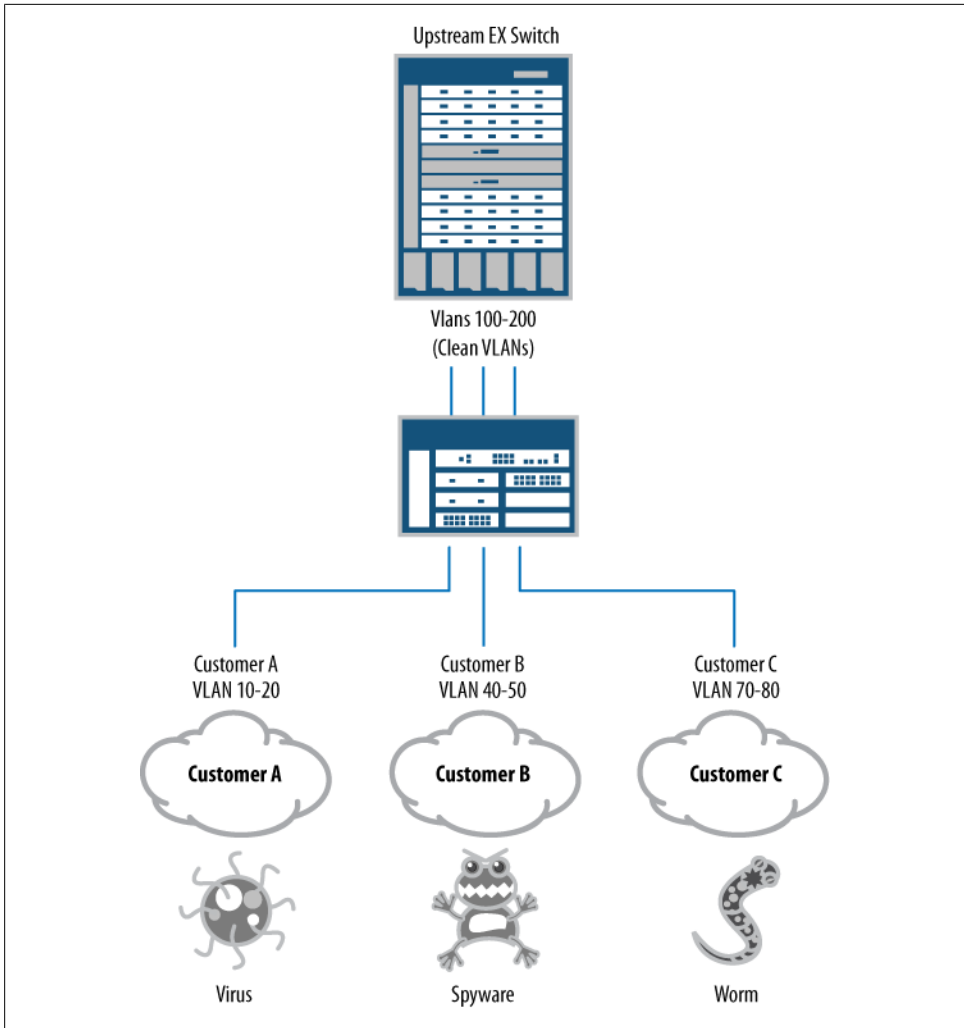 Upstream EX Switch
Vlans 100-200
(Clean VLANs)
Customer A
VLAN 10-20
Customer B
VLAN 40-50
Customer C
VLAN 70-80
Customer A
Customer B
Customer C
Virus
Spyware
Worm